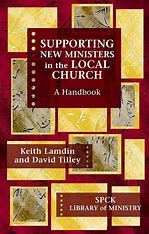 SUPPORTING
NEW MINISTERS
in the LOCAL
CHURCH
A Handbook
Keith Lamdin
and David Tilley
SPCK
LIBRARY of MINISTRY